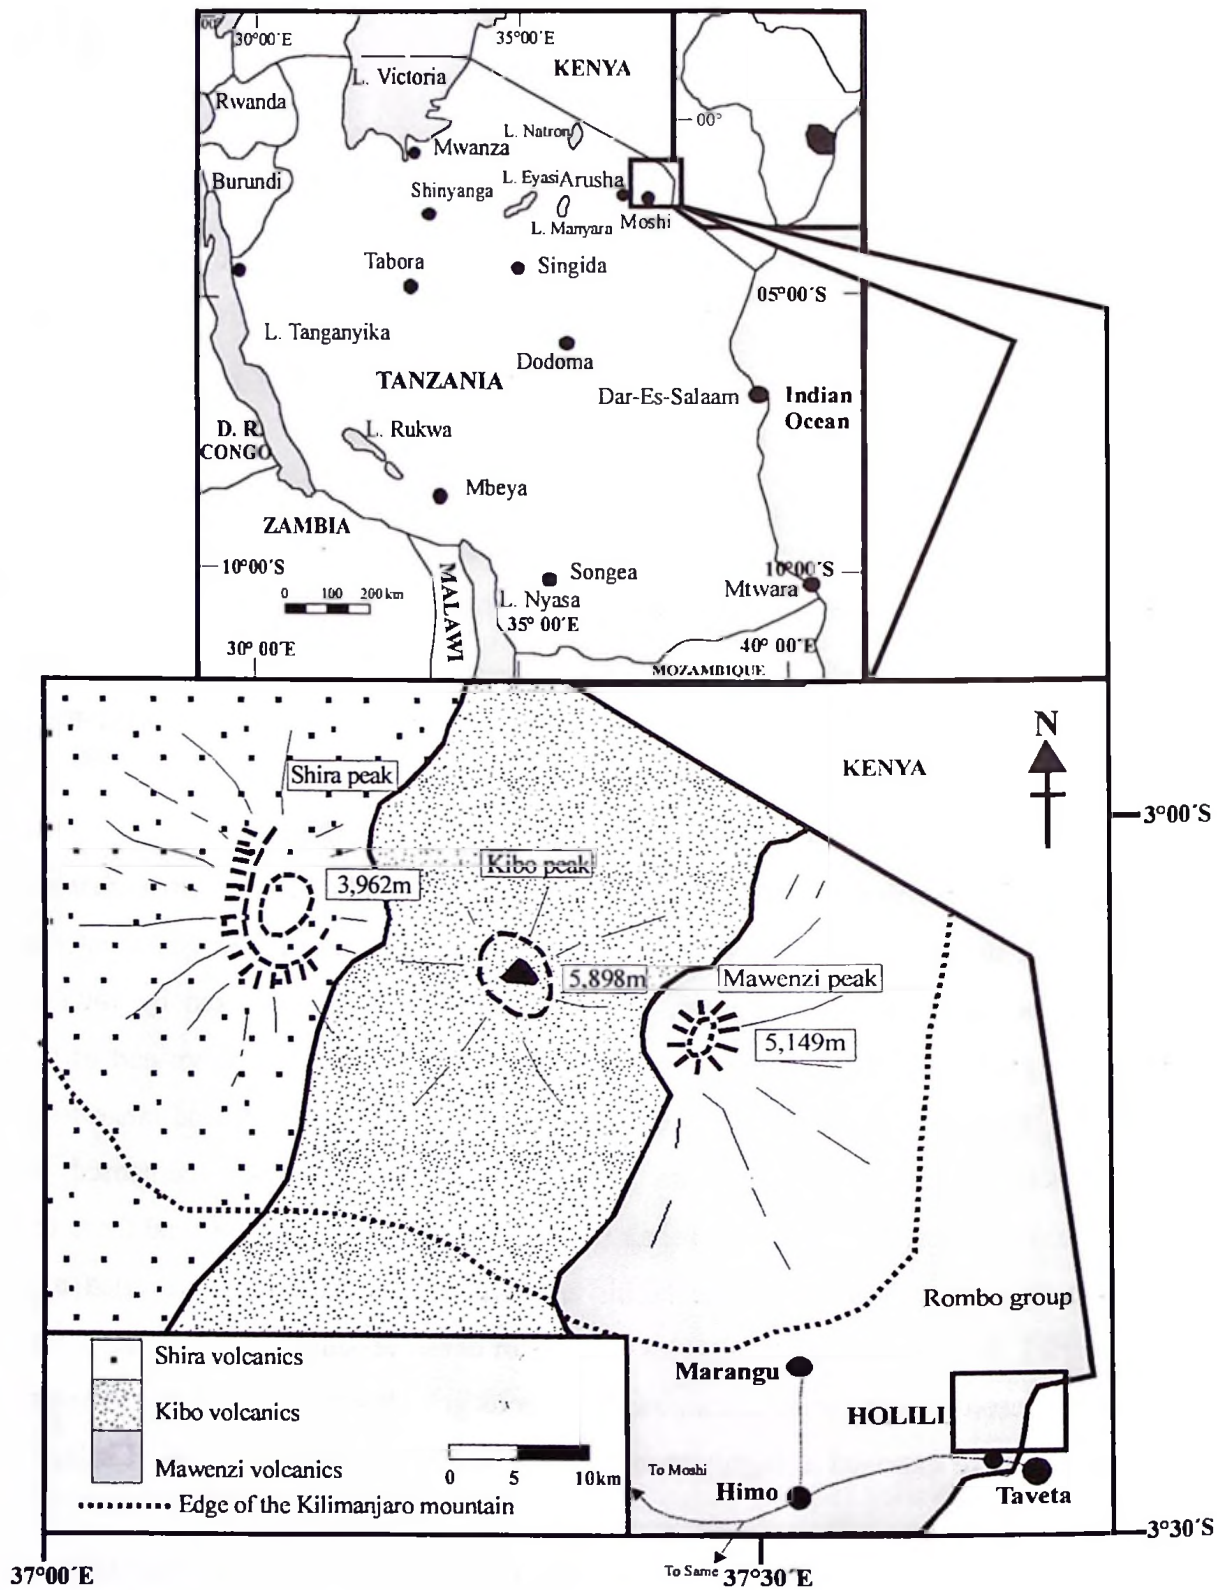 30°00´E
35°00´E
KENYA
L. Victoria
Rwanda
L. Natron
00°
Mwanza
Burundi
L. Eyasi
Arusha
Shinyanga
L. Manyara
Moshi
Tabora
Singida
05°00´S
L. Tanganyika
Dodoma
TANZANIA
Dar-Es-Salaam
Indian
Ocean
D. R.
CONGO
L. Rukwa
Mbeya
ZAMBIA
10°00´S
10°00´S
Songea
Mtwara
0 100 200 km
MALAWI
L. Nyasa
35° 00´E
30° 00´E
40° 00´E
MOZAMBIQUE
N
KENYA
Shira peak
3°00´S
Kibo peak
3,962m
5,898m
Mawenzi peak
5,149m
Rombo group
Shira volcanics
Marangu
Kibo volcanics
HOLILI
Mawenzi volcanics
0 5 10km
To Moshi
Himo
Taveta
Edge of the Kilimanjaro mountain
3°30´S
To Same
37°00´E
37°30´E